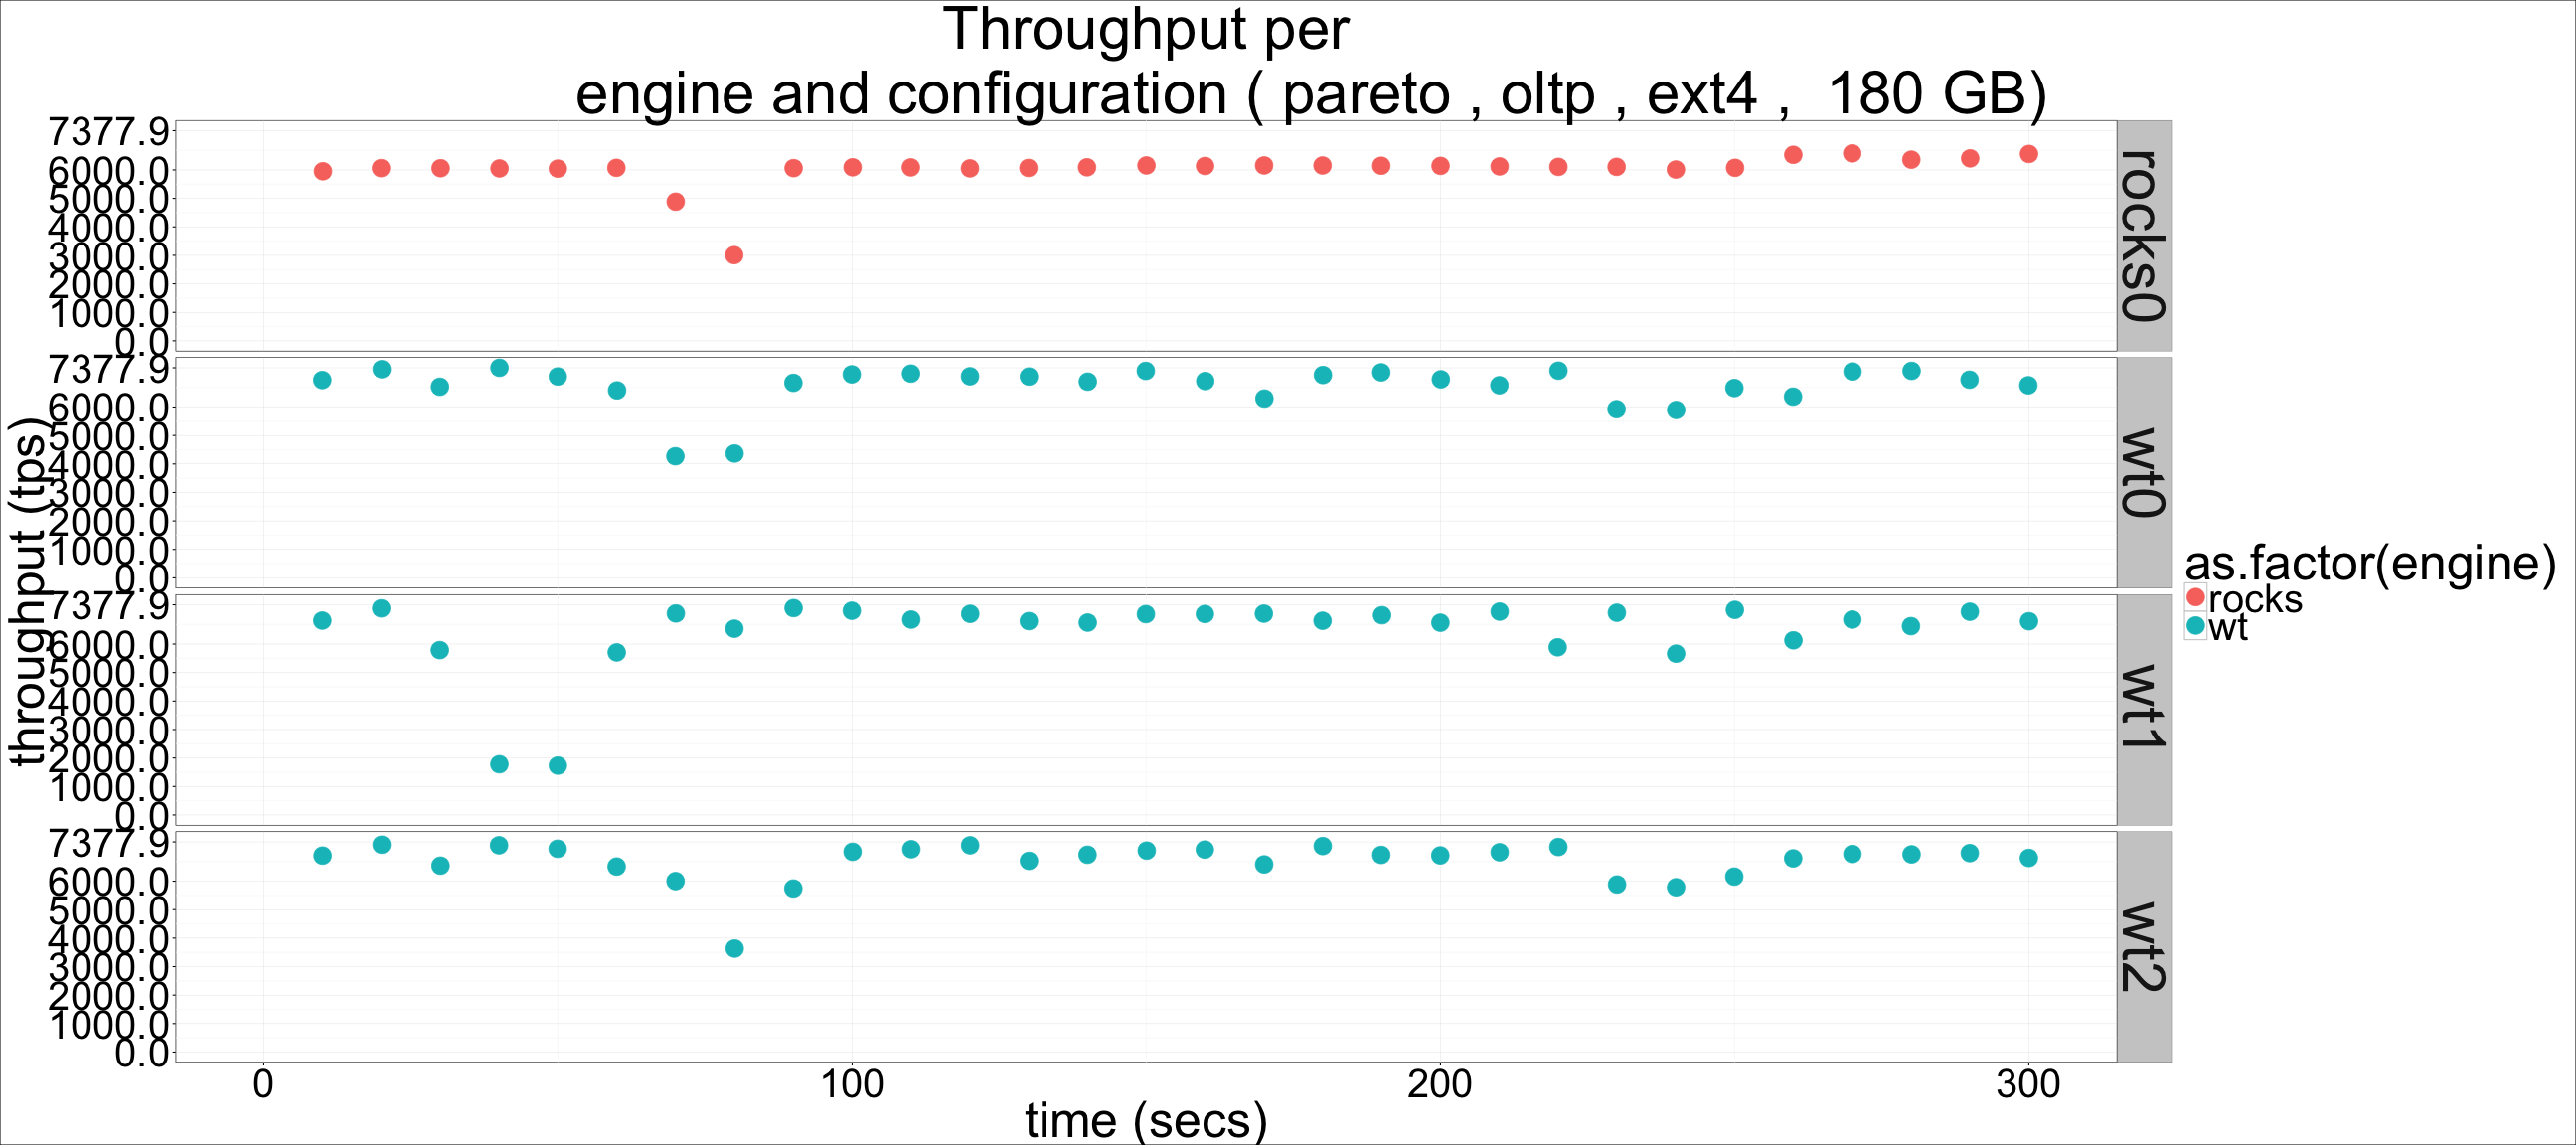 Throughput per
engine and configuration ( pareto , oltp , ext4 ,  180 GB)
throughput (tps)
7377.9
6000.0
5000.0
4000.0
3000.0
2000.0
1000.0
0.0
rocks0
7377.9
6000.0
5000.0
4000.0
3000.0
2000.0
1000.0
0.0
wt0
7377.9
6000.0
5000.0
4000.0
3000.0
2000.0
1000.0
0.0
wt1
7377.9
6000.0
5000.0
4000.0
3000.0
2000.0
1000.0
0.0
wt2
0 100 200 300
time (secs)
as.factor(engine)
rocks
wt